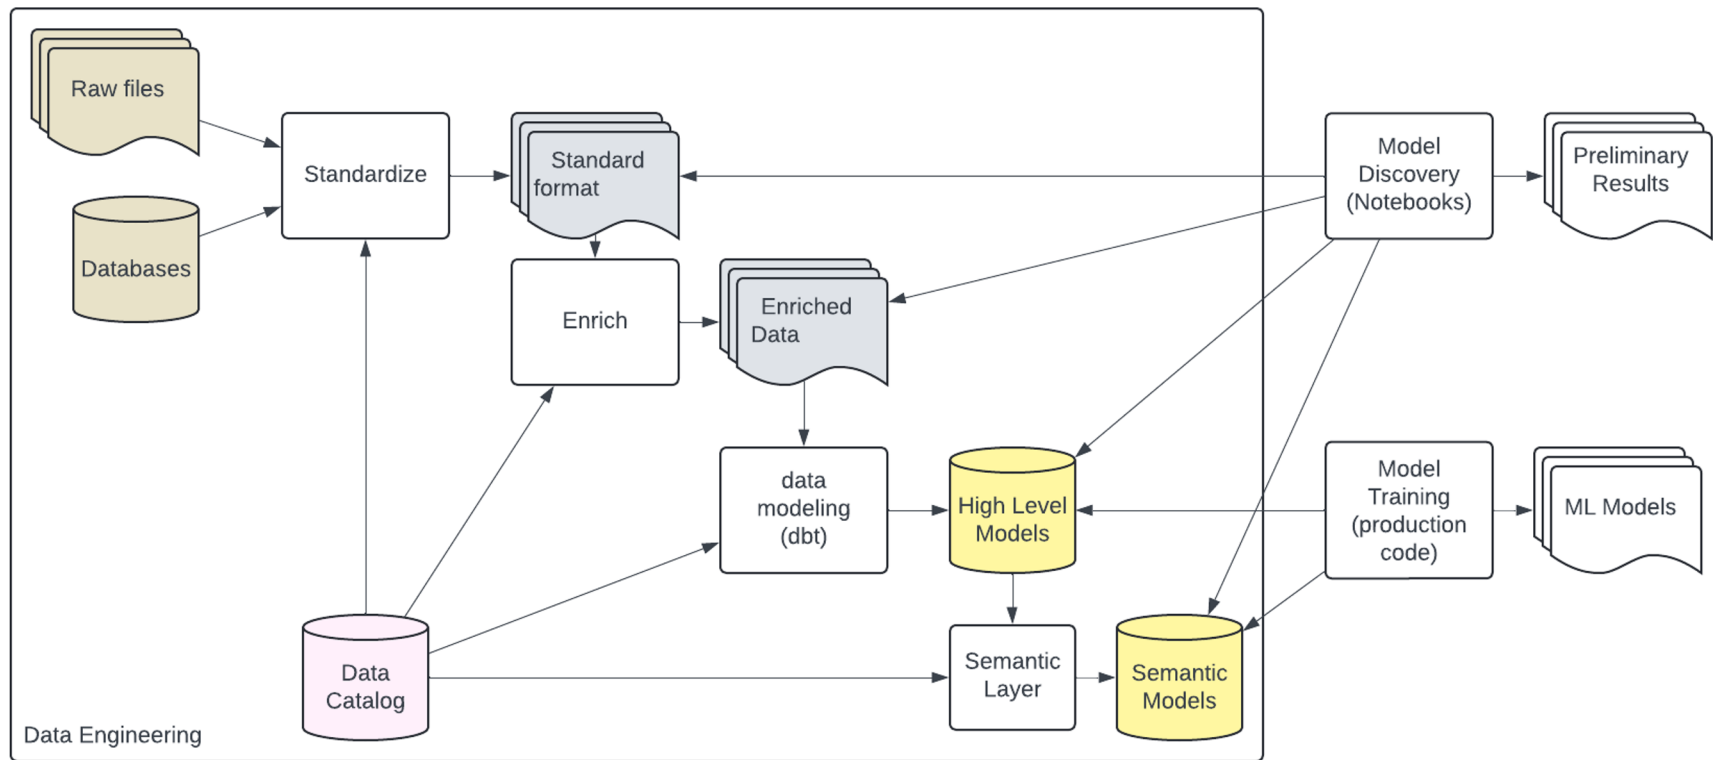 Raw files
Standardize
Standard
format
Model
Discovery
(Notebooks)
Preliminary
Results
Databases
Enrich
Enriched
Data
data
modeling
(dbt)
High Level
Models
Model
Training
(production
code)
ML Models
Data
Catalog
Semantic
Layer
Semantic
Models
Data Engineering